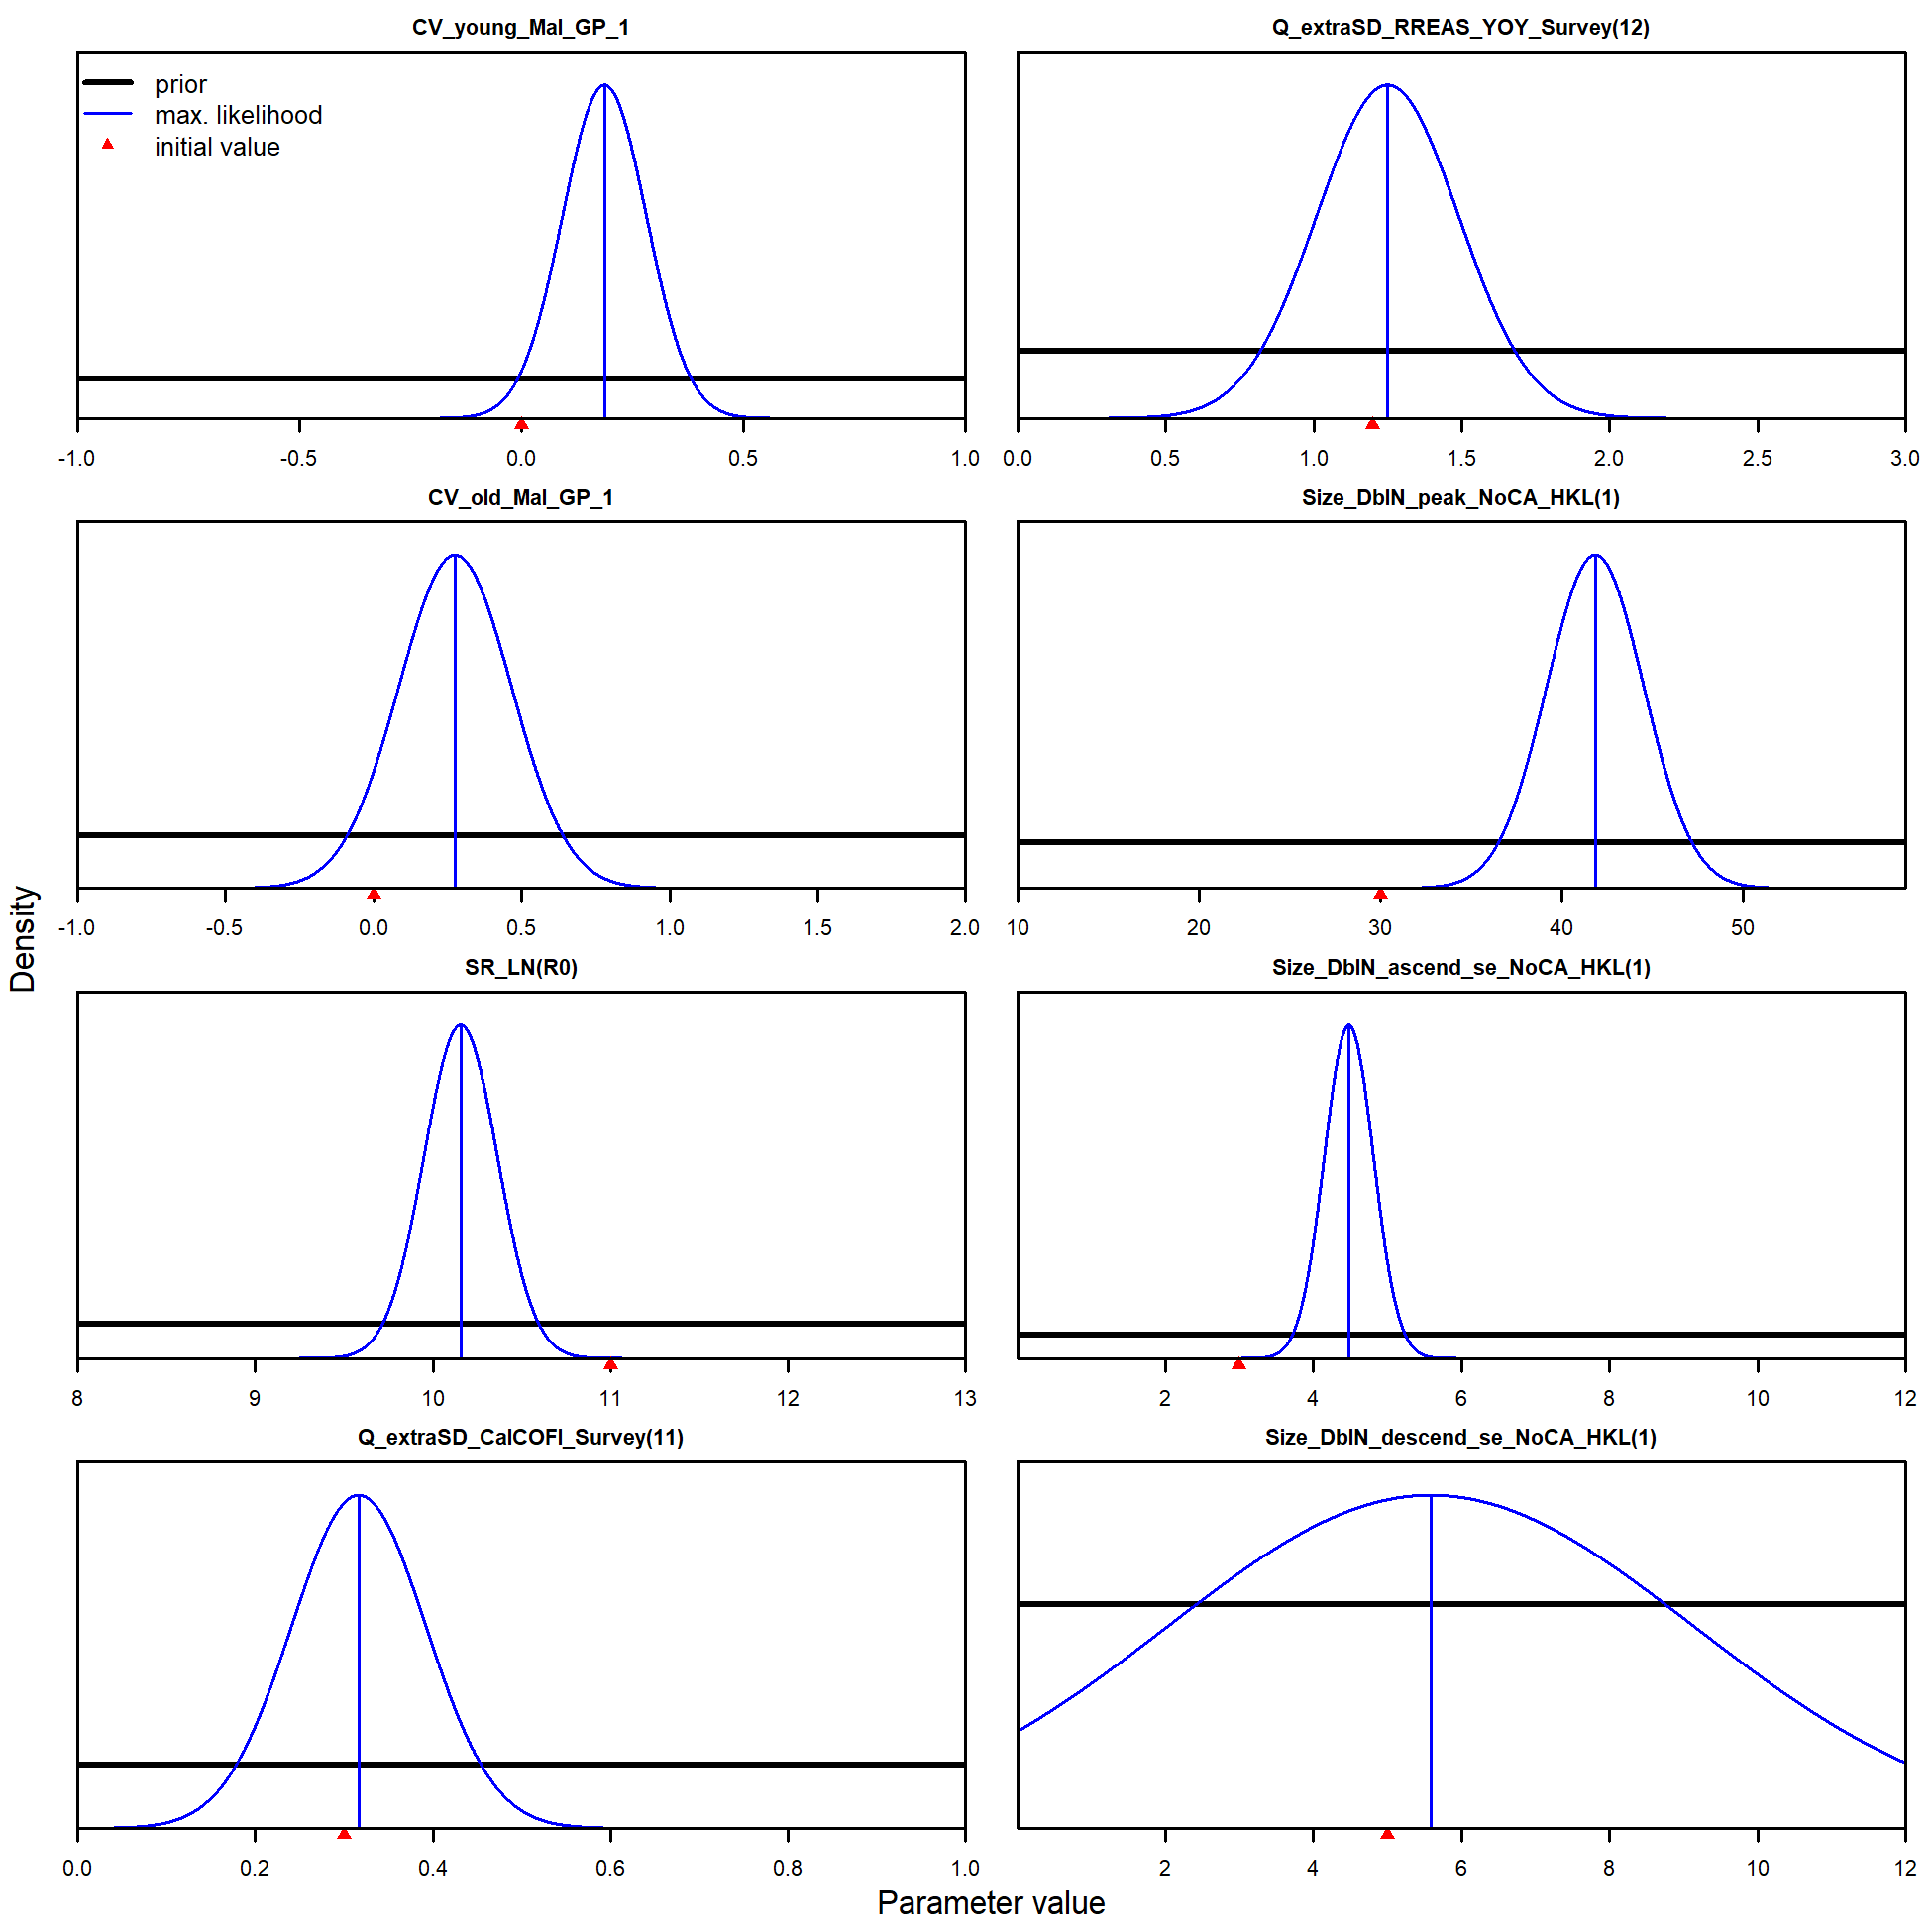 CV_young_Mal_GP_1
prior
max. likelihood
initial value
-1.0 -0.5 0.0 0.5 1.0
Q_extraSD_RREAS_YOY_Survey(12)
0.0 0.5 1.0 1.5 2.0 2.5 3.0
CV_old_Mal_GP_1
-1.0 -0.5 0.0 0.5 1.0 1.5 2.0
Size_DblN_peak_NoCA_HKL(1)
10 20 30 40 50
SR_LN(R0)
8 9 10 11 12 13
Size_DblN_ascend_se_NoCA_HKL(1)
2 4 6 8 10 12
Q_extraSD_CalCOFI_Survey(11)
0.0 0.2 0.4 0.6 0.8 1.0
Size_DblN_descend_se_NoCA_HKL(1)
2 4 6 8 10 12
Density
Parameter value